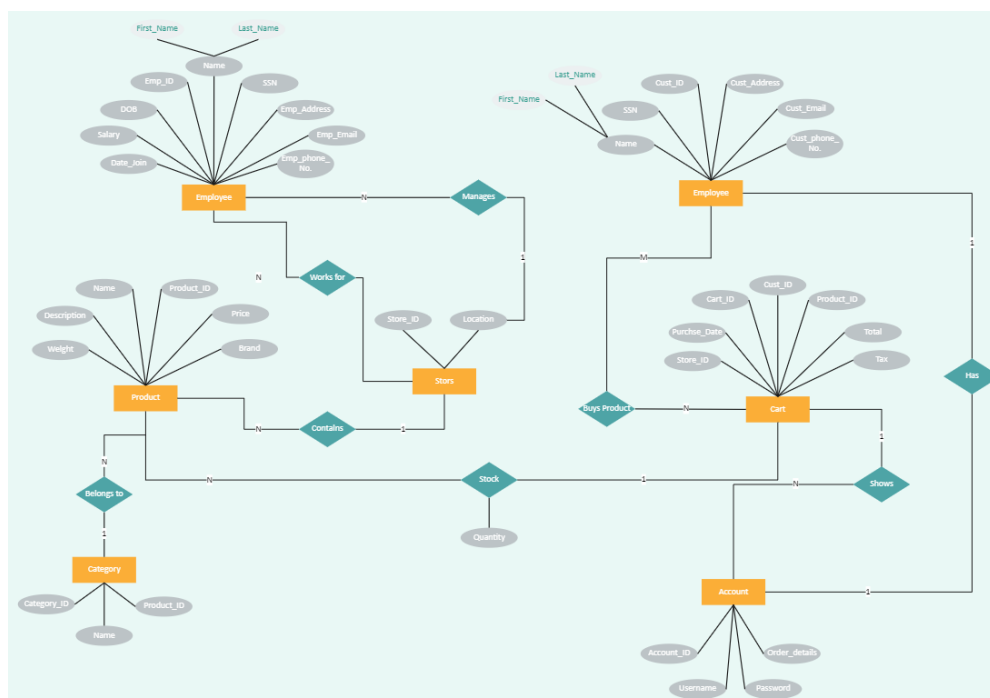 First_Name
Last_Name
Name
Emp_ID
SSN
DOB
Emp_Address
Salary
Emp_Email
Date_Join
Emp_phone_
No.
Employee
N
Manages
1
N
Works for
Last_Name
First_Name
Cust_ID
Cust_Address
SSN
Cust_Email
Name
Cust_phone_
No.
Employee
1
M
Name
Product_ID
Description
Price
Weight
Brand
Product
Store_ID
Location
Stors
N
Contains
1
Cust_ID
Cart_ID
Product_ID
Purchse_Date
Total
Store_ID
Tax
Cart
Buys Product
N
Has
1
Shows
N
N
Stock
1
Quantity
N
Belongs to
1
Category
Category_ID
Product_ID
Name
Account
1
Account_ID
Order_details
Username
Password